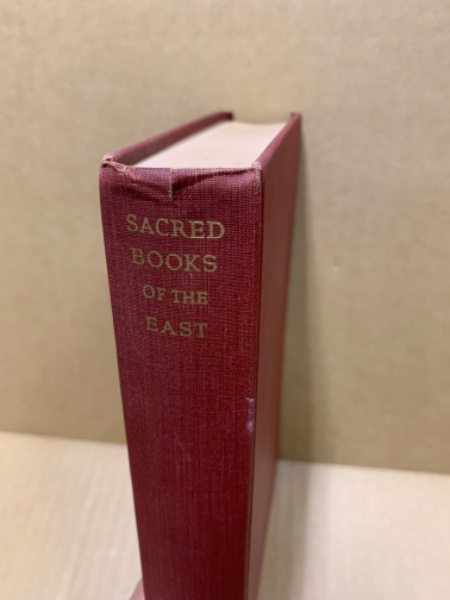 SACRED
BOOKS
OF THE
EAST